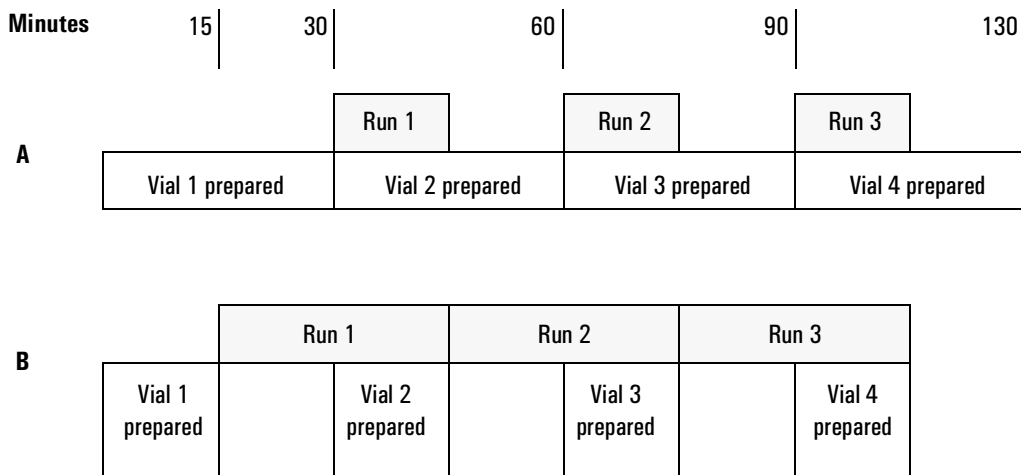 Minutes 15 30 60 90 130
Run 1 Run 2 Run 3
A
Vial 1 prepared Vial 2 prepared Vial 3 prepared Vial 4 prepared
Run 1 Run 2 Run 3
B
Vial 1 Vial 2 Vial 3 Vial 4
prepared prepared prepared prepared